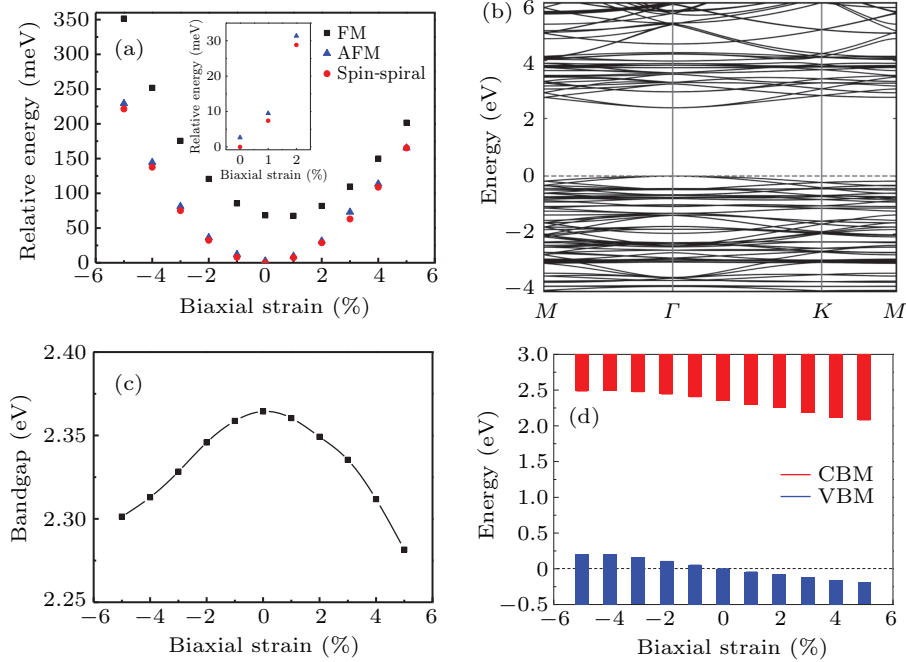 (a)
350
300
250
200
150
100
50
0
Relative energy (meV)
−6 −4 −2 0 2 4 6
Biaxial strain (%)
FM
AFM
Spin-spiral
30
20
10
0
Relative energy (meV)
0 1 2
Biaxial strain (%)
(b)
6
4
2
0
−2
−4
Energy (eV)
M Γ K M
(c)
2.40
2.35
2.30
2.25
Bandgap (eV)
−6 −4 −2 0 2 4 6
Biaxial strain (%)
(d)
3.0
2.5
2.0
1.5
1.0
0.5
0
−0.5
Energy (eV)
CBM
VBM
−6 −4 −2 0 2 4 6
Biaxial strain (%)